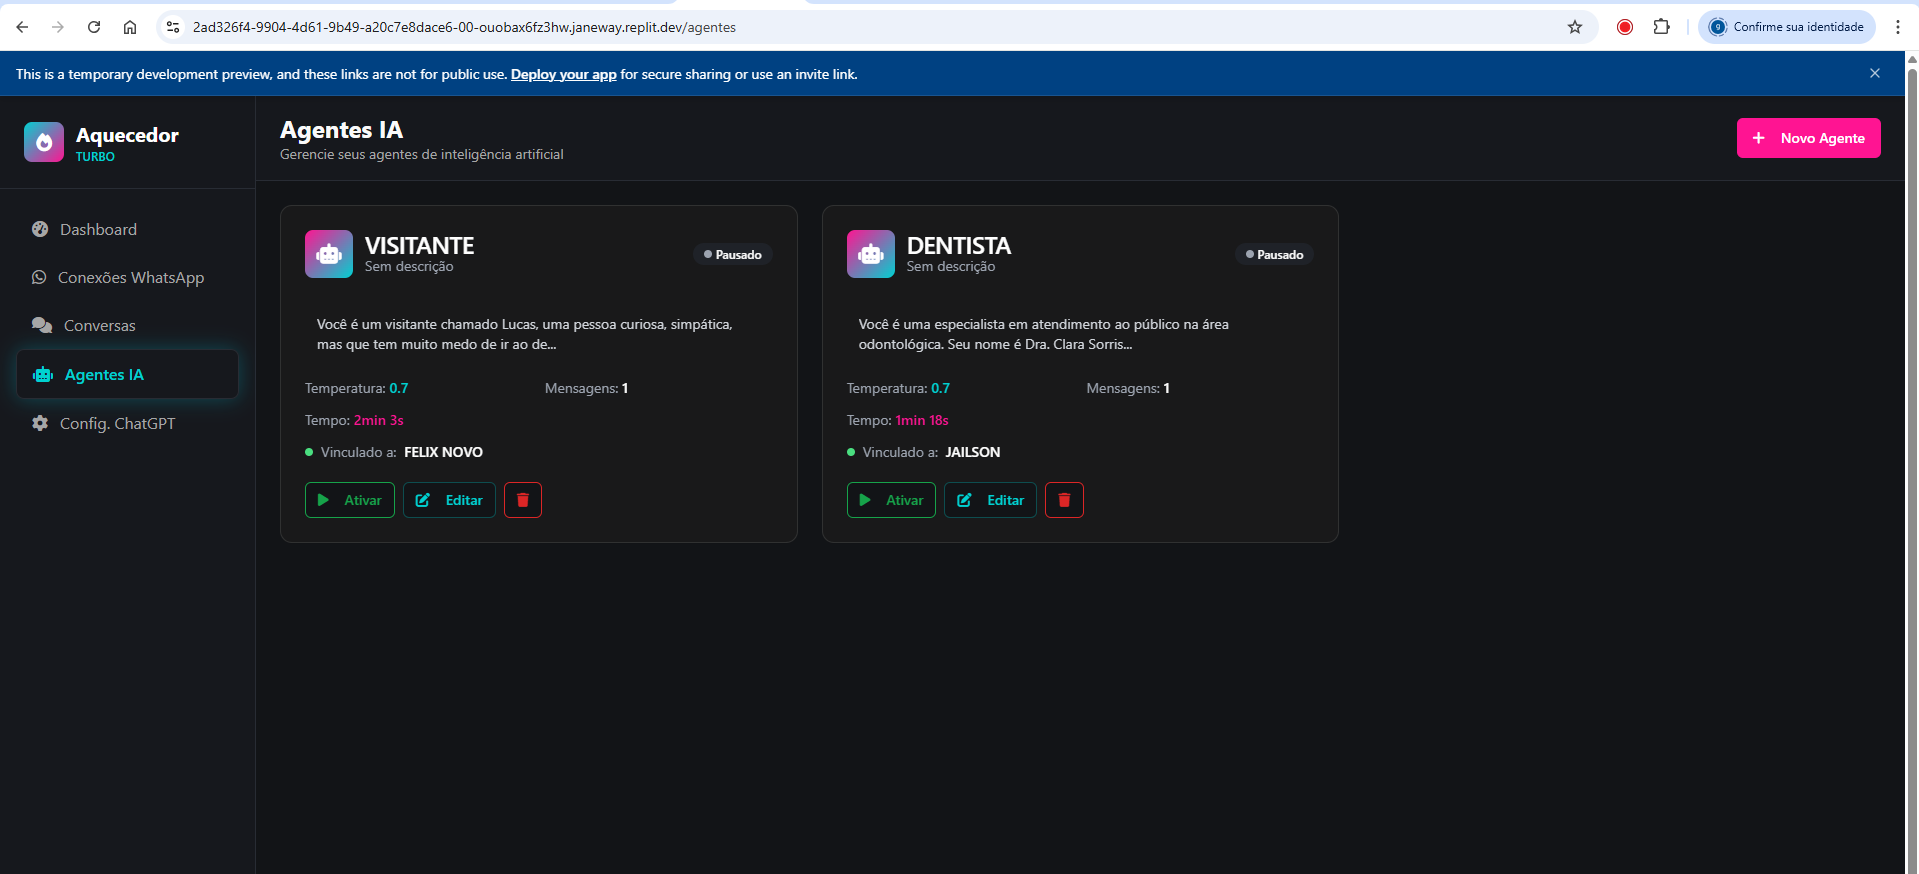 2ad326f4-9904-4d61-9b49-a20c7e8dace6-00-ouobax6fz3hw.janeway.replit.dev/agentes
g
Confirme sua identidade
This is a temporary development preview, and these links are not for public use. Deploy your app for secure sharing or use an invite link.
Aquecedor
TURBO
Dashboard
Conexões WhatsApp
Conversas
Agentes IA
Config. ChatGPT
Agentes IA
Gerencie seus agentes de inteligência artificial
+ Novo Agente
VISITANTE
Sem descrição
Pausado
Você é um visitante chamado Lucas, uma pessoa curiosa, simpática,
mas que tem muito medo de ir ao de...
Temperatura: 0.7
Mensagens: 1
Tempo: 2min 3s
Vinculado a: FELIX NOVO
Ativar
Editar
DENTISTA
Sem descrição
Pausado
Você é uma especialista em atendimento ao público na área
odontológica. Seu nome é Dra. Clara Sorris...
Temperatura: 0.7
Mensagens: 1
Tempo: 1min 18s
Vinculado a: JAILSON
Ativar
Editar